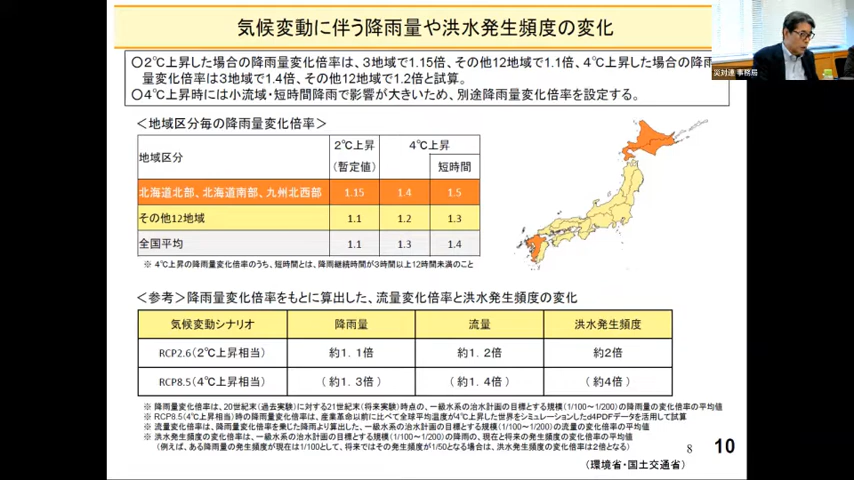 気候変動に伴う降雨量や洪水発生頻度の変化
〇2℃上昇した場合の降雨量変化倍率は、3地域で1.15倍、その他12地域で1.1倍、4℃上昇した場合の降雨
量変化倍率は3地域で1.4倍、その他12地域で1.2倍と試算。
〇4℃上昇時には小流域・短時間降雨で影響が大きいため、別途降雨量変化倍率を設定する。
災対連 事務局
＜地域区分毎の降雨量変化倍率＞
地域区分 2℃上昇 (暫定値) 4℃上昇
短時間
北海道北部、北海道南部、九州北西部 1.15 1.4 1.5
その他12地域 1.1 1.2 1.3
全国平均 1.1 1.3 1.4
※ 4℃上昇の降雨量変化倍率のうち、短時間とは、降雨継続時間が3時間以上12時間未満のこと
＜参考＞降雨量変化倍率をもとに算出した、流量変化倍率と洪水発生頻度の変化
気候変動シナリオ 降雨量 流量 洪水発生頻度
RCP2.6(2℃上昇相当) 約1．1倍 約1．2倍 約2倍
RCP8.5(4℃上昇相当) (約1．3倍) (約1．4倍) (約4倍)
※ 降雨量変化倍率は、20世紀末(過去実験)に対する21世紀末(将来実験)時点の、一級水系の治水計画の目標とする規模(1/100～1/200)の降雨量の変化倍率の平均値
※ RCP8.5(4℃上昇相当)時の降雨量変化倍率は、産業革命以前に比べて全球平均温度が4℃上昇した世界をシミュレーションしたd4PDFデータを活用して試算
※ 流量変化倍率は、降雨量変化倍率を乗じた降雨より算出した、一級水系の治水計画の目標とする規模(1/100～1/200)の流量の変化倍率の平均値
※ 洪水発生頻度の変化倍率は、一級水系の治水計画の目標とする規模(1/100～1/200)の降雨の、現在と将来の発生頻度の変化倍率の平均値
(例えば、ある降雨量の発生頻度が現在は1/100として、将来ではその発生頻度が1/50となる場合は、洪水発生頻度の変化倍率は2倍となる)
8 10
(環境省・国土交通省)